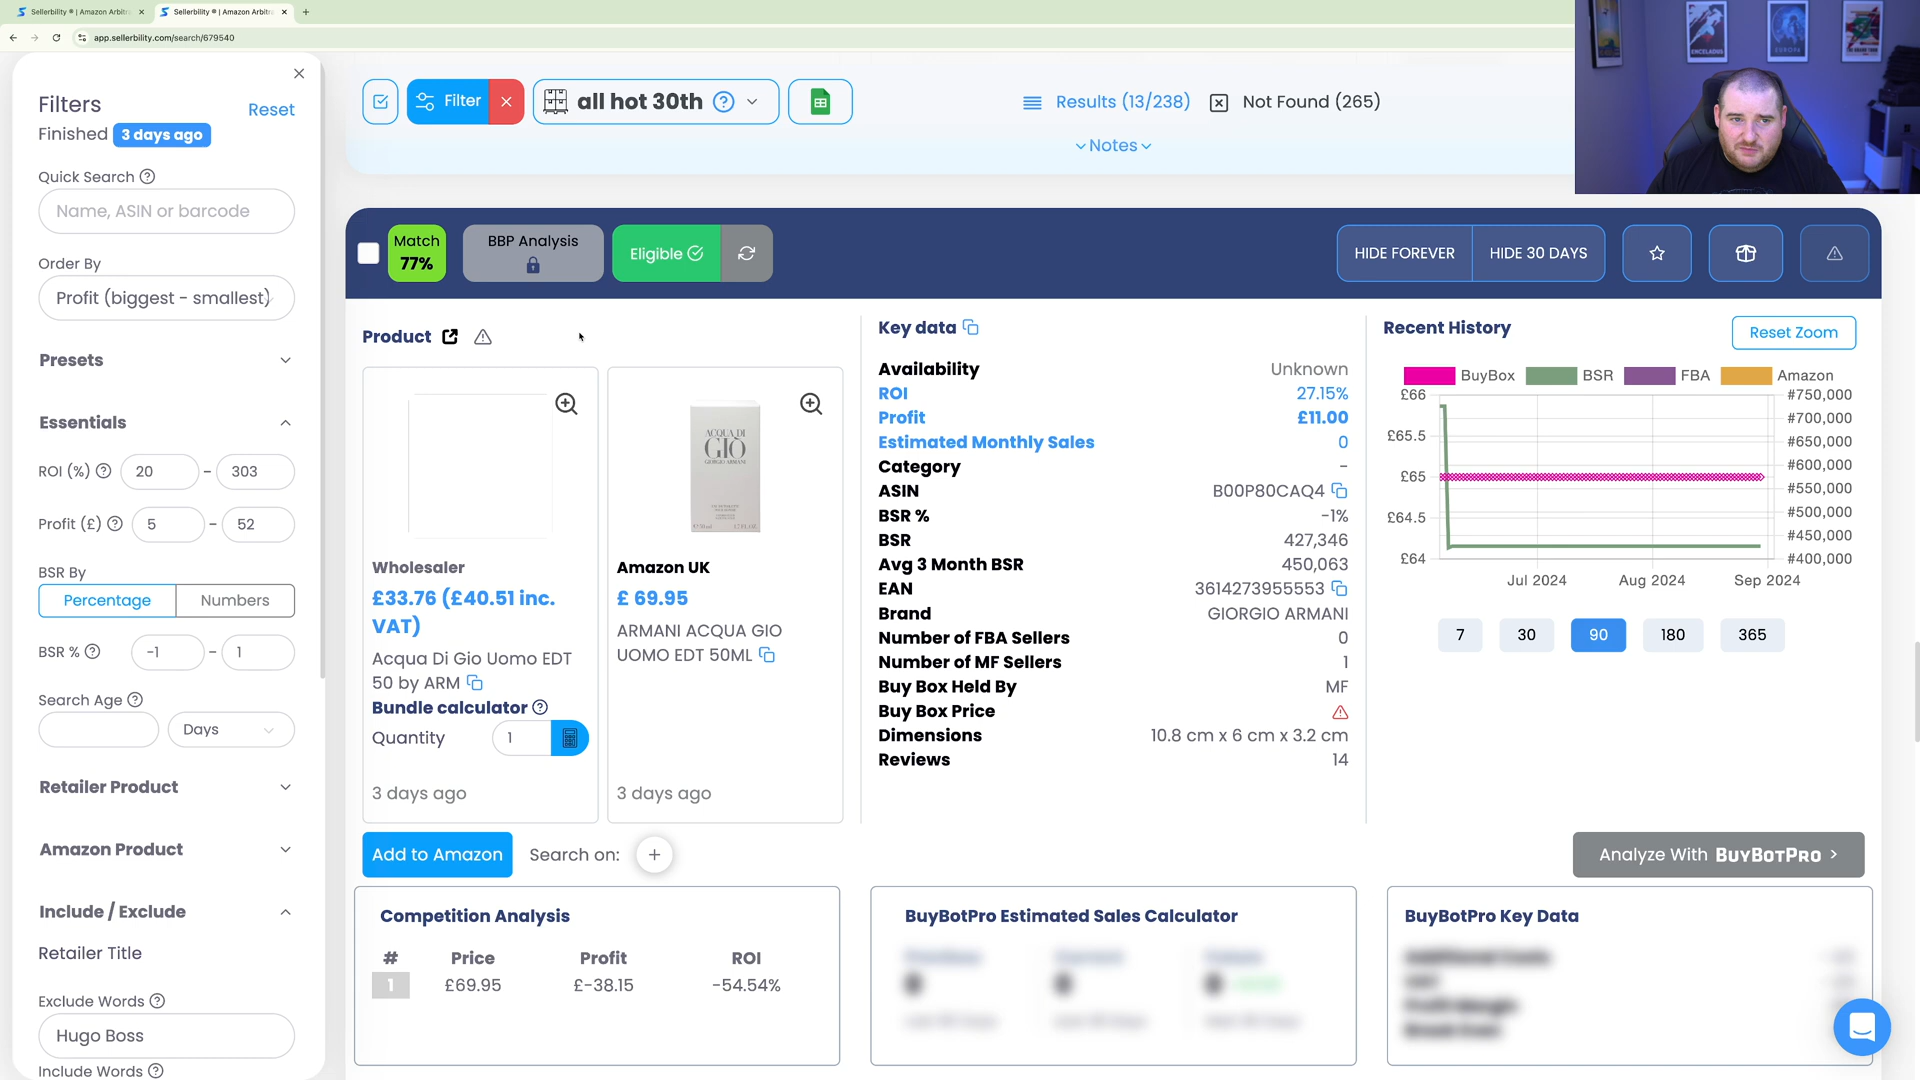 Sellerbility ® | Amazon Arbitra
Sellerbility ® | Amazon Arbitra
app.sellerbility.com/search/679540
Filters
Reset
Finished 3 days ago
Quick Search
Name, ASIN or barcode
Order By
Profit (biggest - smallest)
Presets
Essentials
ROI (%) 20 - 303
Profit (£) 5 - 52
BSR By
Percentage Numbers
BSR % -1 - 1
Search Age
Days
Retailer Product
Amazon Product
Include / Exclude
Retailer Title
Exclude Words
Hugo Boss
Include Words
Filter
all hot 30th
Results (13/238)
Not Found (265)
Notes
Match
77%
BBP Analysis
Eligible
HIDE FOREVER
HIDE 30 DAYS
Product
ACQUA DI
GIÒ
GIORGIO ARMANI
Wholesaler
£33.76 (£40.51 inc.
VAT)
Acqua Di Gio Uomo EDT
50 by ARM
Bundle calculator
Quantity 1
3 days ago
Amazon UK
£ 69.95
ARMANI ACQUA GIO
UOMO EDT 50ML
3 days ago
Key data
Availability Unknown
ROI 27.15%
Profit £11.00
Estimated Monthly Sales 0
Category -
ASIN B00P80CAQ4
BSR % -1%
BSR 427,346
Avg 3 Month BSR 450,063
EAN 3614273955553
Brand GIORGIO ARMANI
Number of FBA Sellers 0
Number of MF Sellers 1
Buy Box Held By MF
Buy Box Price
Dimensions 10.8 cm x 6 cm x 3.2 cm
Reviews 14
Recent History
Reset Zoom
BuyBox BSR FBA Amazon
£66 #750,000
#700,000
£65.5 #650,000
#600,000
£65 #550,000
#500,000
£64.5 #450,000
£64 #400,000
Jul 2024 Aug 2024 Sep 2024
7 30 90 180 365
Add to Amazon
Search on:
+
Analyze With BUYBOTPRO >
Competition Analysis
# Price Profit ROI
1 £69.95 £-38.15 -54.54%
BuyBotPro Estimated Sales Calculator
BuyBotPro Key Data
ENCELADUS
EUROPA
THE GRAND TOUR